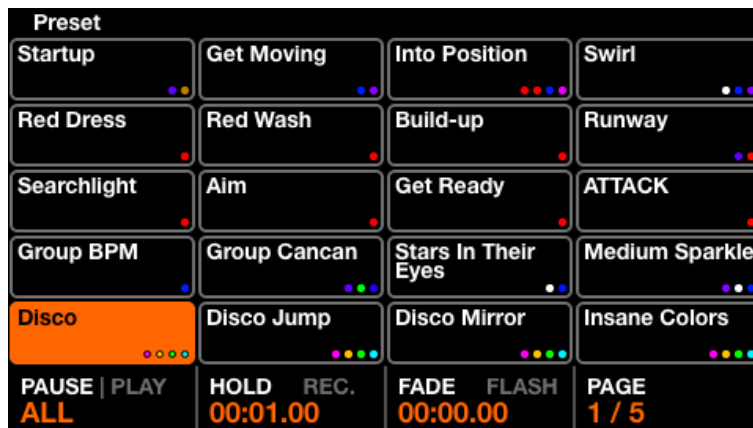 Preset
Startup
Get Moving
Into Position
Swirl
Red Dress
Red Wash
Build-up
Runway
Searchlight
Aim
Get Ready
ATTACK
Group BPM
Group Cancan
Stars In Their
Eyes
Medium Sparkle
Disco
Disco Jump
Disco Mirror
Insane Colors
PAUSE | PLAY
ALL
HOLD REC.
00:01.00
FADE FLASH
00:00.00
PAGE
1 / 5